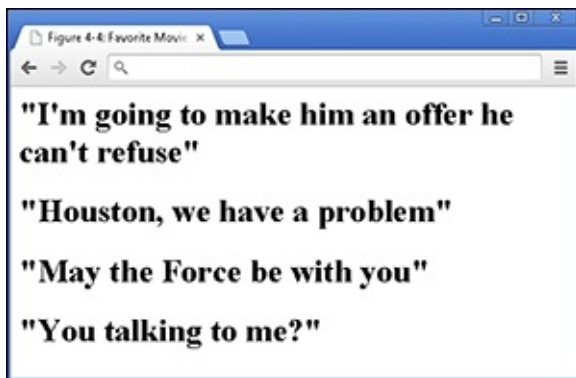 Figure 4-4: Favorite Movie
"I'm going to make him an offer he
can't refuse"
"Houston, we have a problem"
"May the Force be with you"
"You talking to me?"